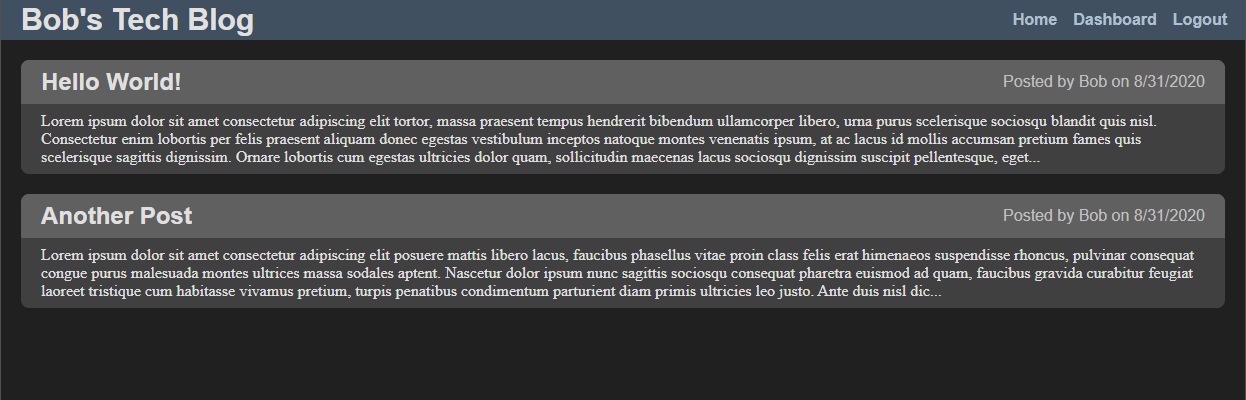 Bob's Tech Blog
Home Dashboard Logout
Hello World!
Posted by Bob on 8/31/2020
Lorem ipsum dolor sit amet consectetur adipiscing elit tortor, massa praesent tempus hendrerit bibendum ullamcorper libero, urna purus scelerisque sociosqu blandit quis nisl.
Consectetur enim lobortis per felis praesent aliquam donec egestas vestibulum inceptos natoque montes venenatis ipsum, at ac lacus id mollis accumsan pretium fames quis
scelerisque sagittis dignissim. Ornare lobortis cum egestas ultricies dolor quam, sollicitudin maecenas lacus sociosqu dignissim suscipit pellentesque, eget...
Another Post
Posted by Bob on 8/31/2020
Lorem ipsum dolor sit amet consectetur adipiscing elit posuere mattis libero lacus, faucibus phasellus vitae proin class felis erat himenaeos suspendisse rhoncus, pulvinar consequat
congue purus malesuada montes ultrices massa sodales aptent. Nascetur dolor ipsum nunc sagittis sociosqu consequat pharetra euismod ad quam, faucibus gravida curabitur feugiat
laoreet tristique cum habitasse vivamus pretium, turpis penatibus condimentum parturient diam primis ultricies leo justo. Ante duis nisl dic...